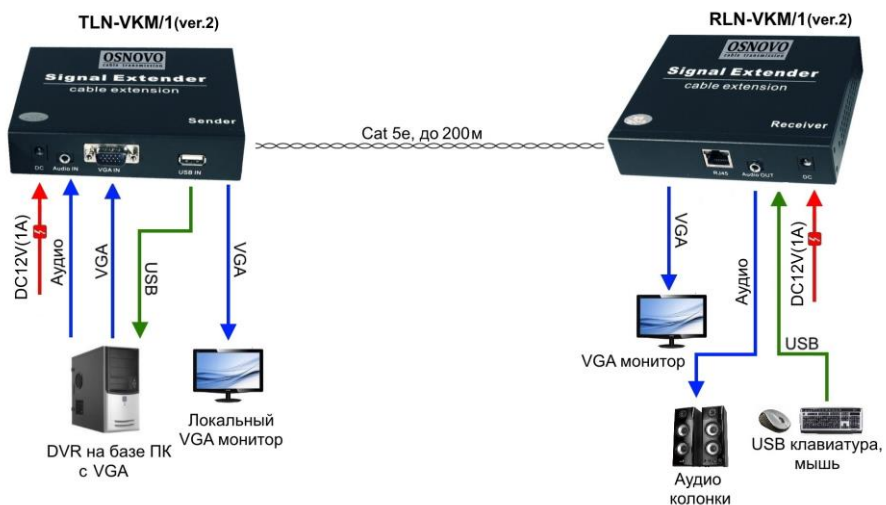 TLN-VKM/1(ver.2)
RLN-VKM/1(ver.2)
OSNOVO
cable transmission
Signal Extender
cable extension
Sender
DC
Audio IN
VGA IN
USB IN
Cat 5e, до 200м
OSNOVO
cable transmission
Signal Extender
cable extension
Receiver
RJ45
Audio OUT
DC
DC12V(1A)
Аудио
VGA
USB
VGA
VGA
Аудио
DC12V(1A)
USB
DVR на базе ПК
с VGA
Локальный
VGA монитор
VGA монитор
Аудио
колонки
USB клавиатура,
мышь